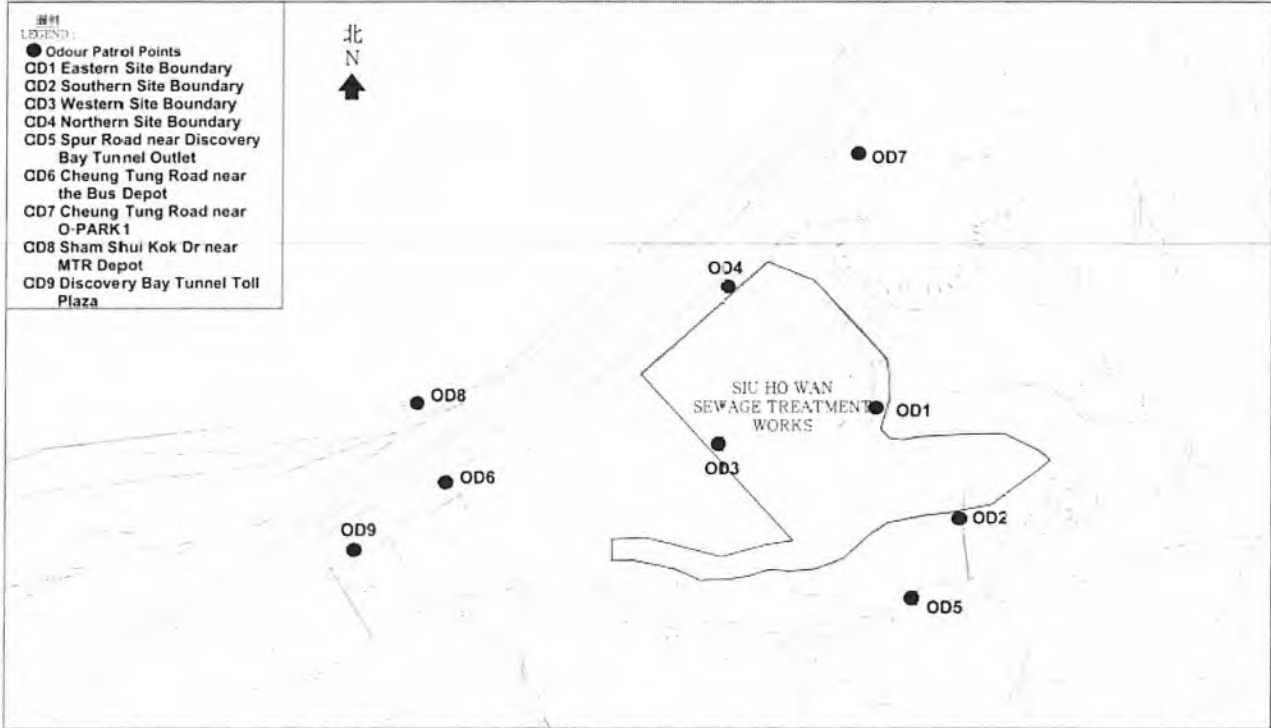 圖例
LEGEND :
Odour Patrol Points
OD1 Eastern Site Boundary
OD2 Southern Site Boundary
OD3 Western Site Boundary
OD4 Northern Site Boundary
OD5 Spur Road near Discovery
Bay Tunnel Outlet
OD6 Cheung Tung Road near
the Bus Depot
OD7 Cheung Tung Road near
O-PARK1
OD8 Sham Shui Kok Dr near
MTR Depot
OD9 Discovery Bay Tunnel Toll
Plaza
北
N
OD7
OD4
SIU HO WAN
SEWAGE TREATMENT
WORKS
OD8
OD1
OD3
OD6
OD2
OD9
OD5